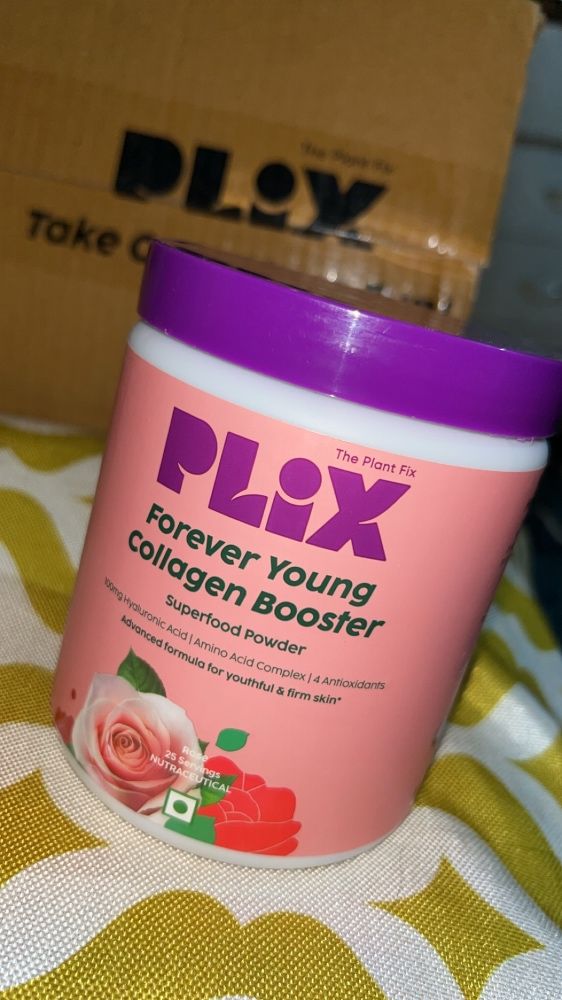 The Plant Fix
PLiX
Take
The Plant Fix
PLiX
Forever Young
Collagen Booster
Superfood Powder
100mg Hyaluronic Acid | Amino Acid Complex | 4 Antioxidants
Advanced formula for youthful & firm skin*
Rose
25 Servings
NUTRACEUTICAL